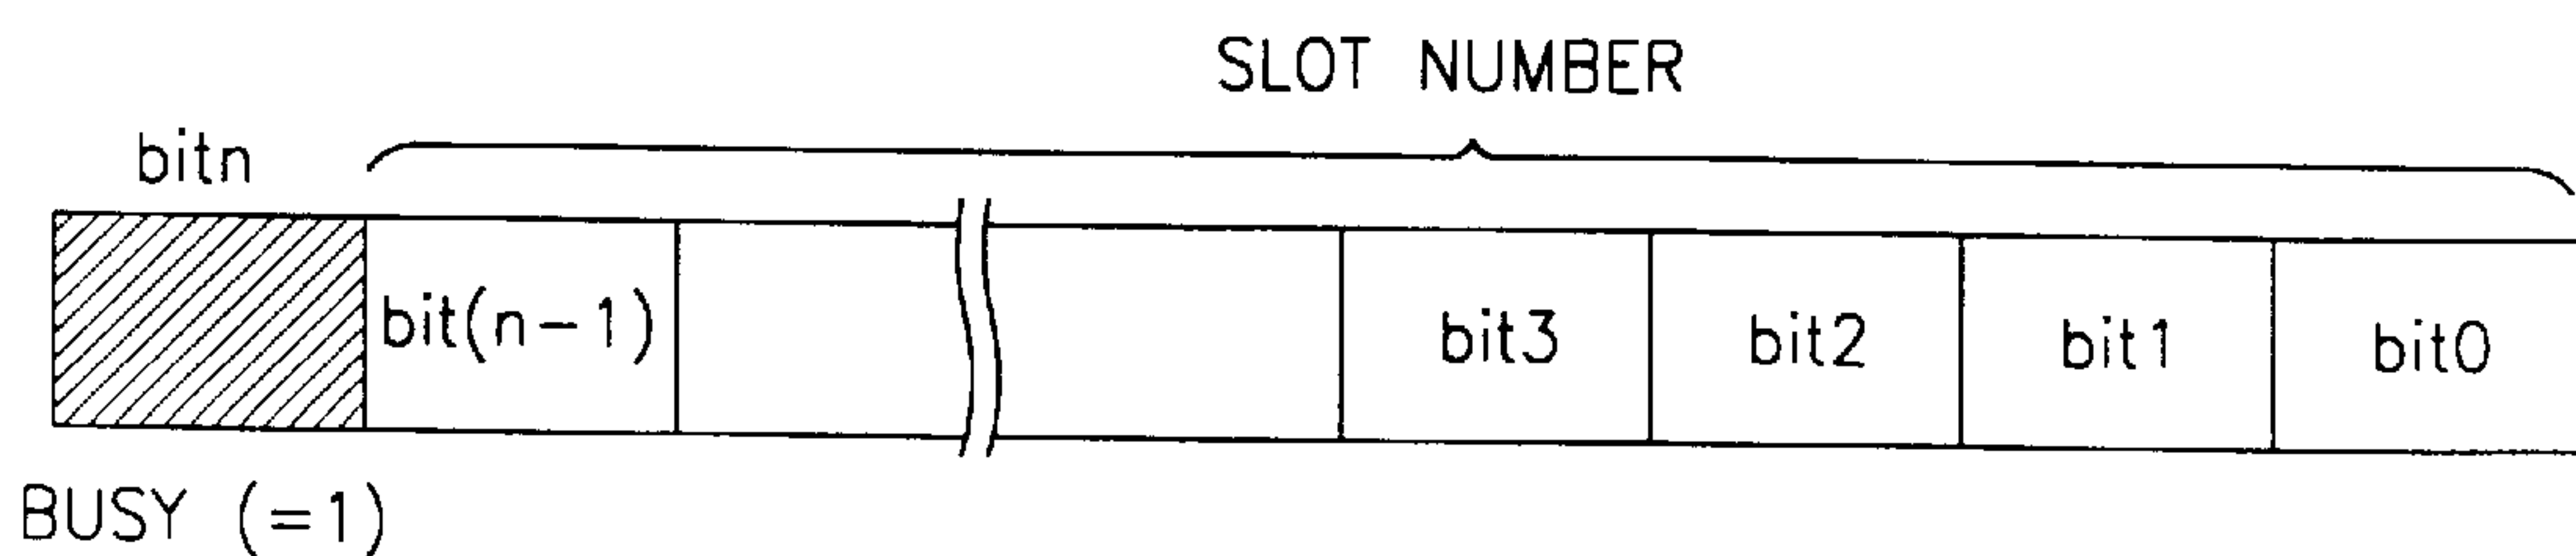 SLOT NUMBER
bitn
bit(n-1) bit3 bit2 bit1 bit0
BUSY (=1)